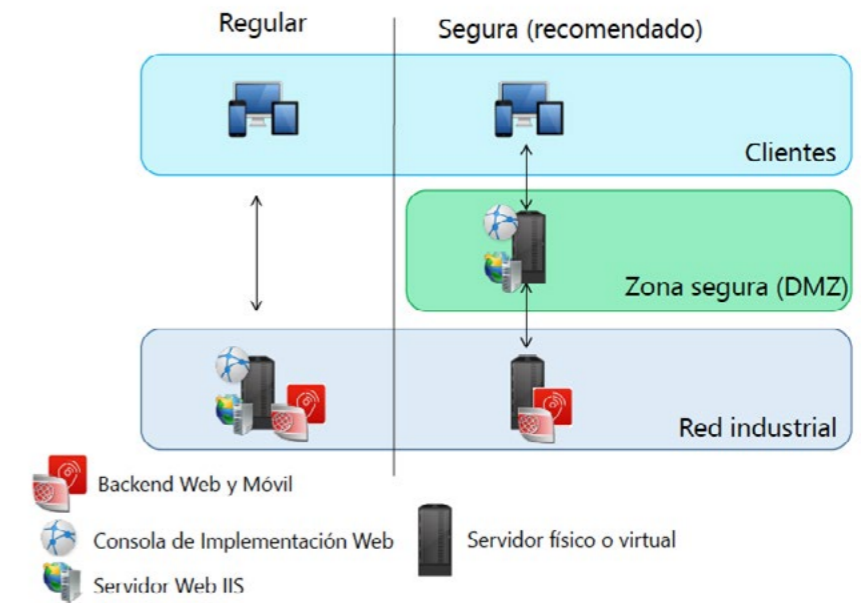 Regular
Segura (recomendado)
Clientes
Zona segura (DMZ)
Red industrial
Backend Web y Móvil
Consola de Implementación Web
Servidor físico o virtual
Servidor Web IIS